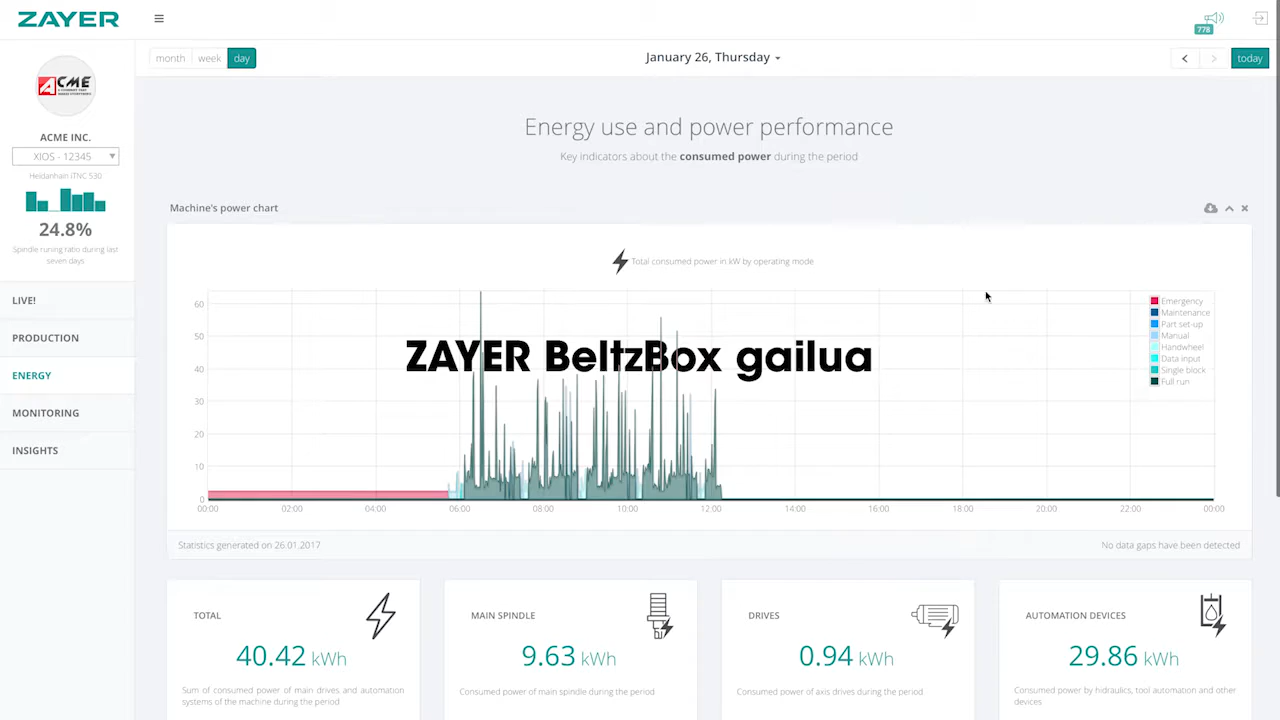 ZAYER
778
month week day
January 26, Thursday
today
ACME
ACME INC.
XIOS - 12345
Heidanhain iTNC 530
24.8%
Spindle runing ratio during last
seven days
LIVE!
PRODUCTION
ENERGY
MONITORING
INSIGHTS
Energy use and power performance
Key indicators about the consumed power during the period
Machine's power chart
Total consumed power in kW by operating mode
60
50
40
30
20
10
0
00:00 02:00 04:00 06:00 08:00 10:00 12:00 14:00 16:00 18:00 20:00 22:00 00:00
Emergency
Maintenance
Part set-up
Manual
Handwheel
Data input
Single block
Full run
ZAYER BeltzBox gailua
Statistics generated on 26.01.2017
No data gaps have been detected
TOTAL
40.42 kWh
Sum of consumed power of main drives and automation
systems of the machine during the period
MAIN SPINDLE
9.63 kWh
Consumed power of main spindle during the period
DRIVES
0.94 kWh
Consumed power of axis drives during the period
AUTOMATION DEVICES
29.86 kWh
Consumed power by hidraulics, tool automation and other
devices